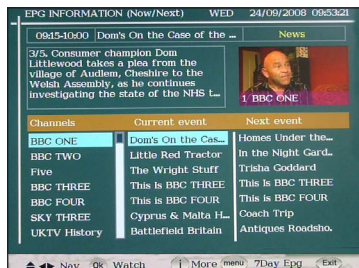 EPG INFORMATION (Now/Next) WED 24/09/2008 09:53:21
09:15-10:00 Dom's On the Case of the ... News
3/5. Consumer champion Dom
Littlewood takes a plea from the
village of Audlem, Cheshire to the
Welsh Assembly, as he continues
investigating the state of the NHS t...
1 BBC ONE
Channels Current event Next event
BBC ONE Dom's On the Cas... Homes Under the...
BBC TWO Little Red Tractor In the Night Gard...
Five The Wright Stuff Trisha Goddard
BBC THREE This is BBC THREE This is BBC THREE
BBC FOUR This is BBC FOUR This is BBC FOUR
SKY THREE Cyprus & Malta H... Coach Trip
UKTV History Battlefield Britain Antiques Roadsho.
Nav Ok Watch i More menu 7Day Epg Exit